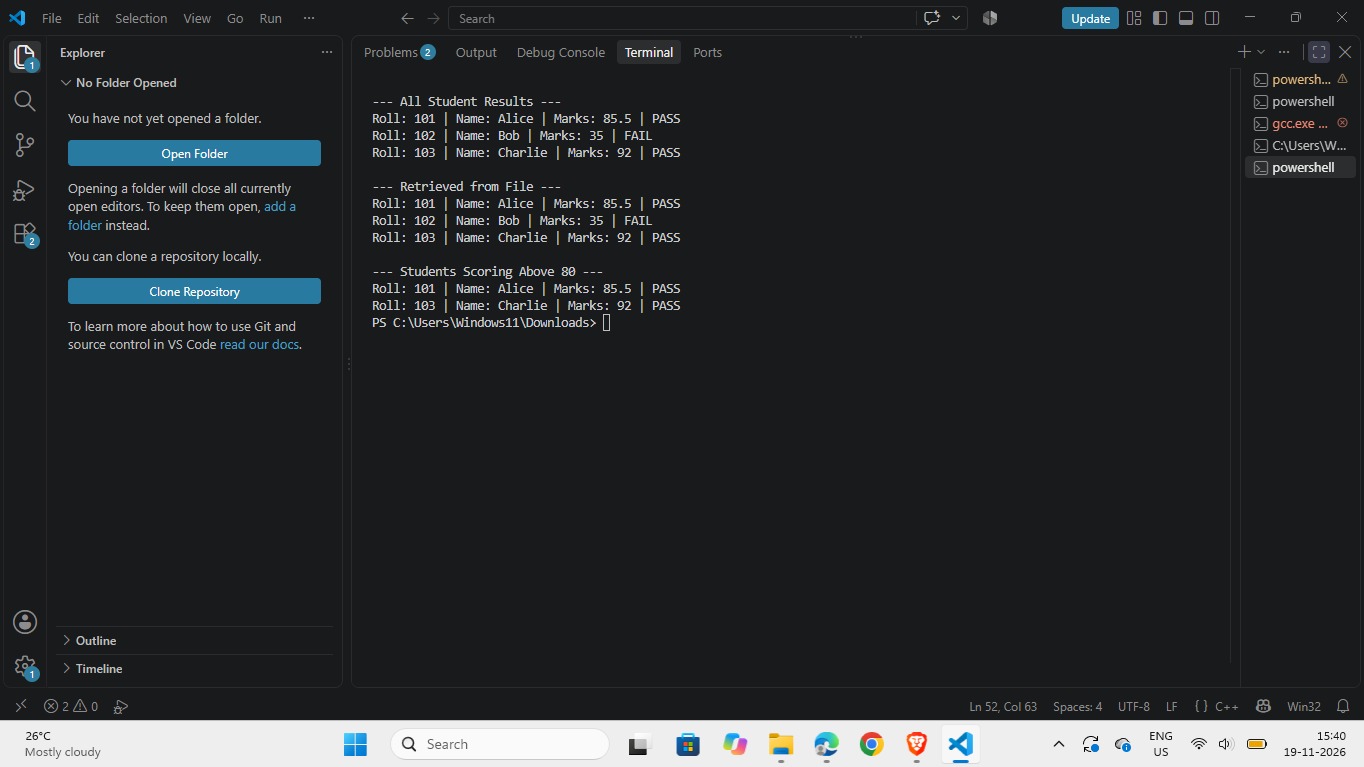 File Edit Selection View Go Run ···
Search
Update
Explorer ···
No Folder Opened
You have not yet opened a folder.
Open Folder
Opening a folder will close all currently
open editors. To keep them open, add a
folder instead.
You can clone a repository locally.
Clone Repository
To learn more about how to use Git and
source control in VS Code read our docs.
Outline
Timeline
1
2
1
Problems 2 Output Debug Console Terminal Ports
--- All Student Results ---
Roll: 101 | Name: Alice | Marks: 85.5 | PASS
Roll: 102 | Name: Bob | Marks: 35 | FAIL
Roll: 103 | Name: Charlie | Marks: 92 | PASS
--- Retrieved from File ---
Roll: 101 | Name: Alice | Marks: 85.5 | PASS
Roll: 102 | Name: Bob | Marks: 35 | FAIL
Roll: 103 | Name: Charlie | Marks: 92 | PASS
--- Students Scoring Above 80 ---
Roll: 101 | Name: Alice | Marks: 85.5 | PASS
Roll: 103 | Name: Charlie | Marks: 92 | PASS
PS C:\Users\Windows11\Downloads>
powersh...
powershell
gcc.exe ...
C:\Users\W...
powershell
2 0
Ln 52, Col 63 Spaces: 4 UTF-8 LF { } C++ Win32
26°C
Mostly cloudy
Search
ENG
US
15:40
19-11-2026